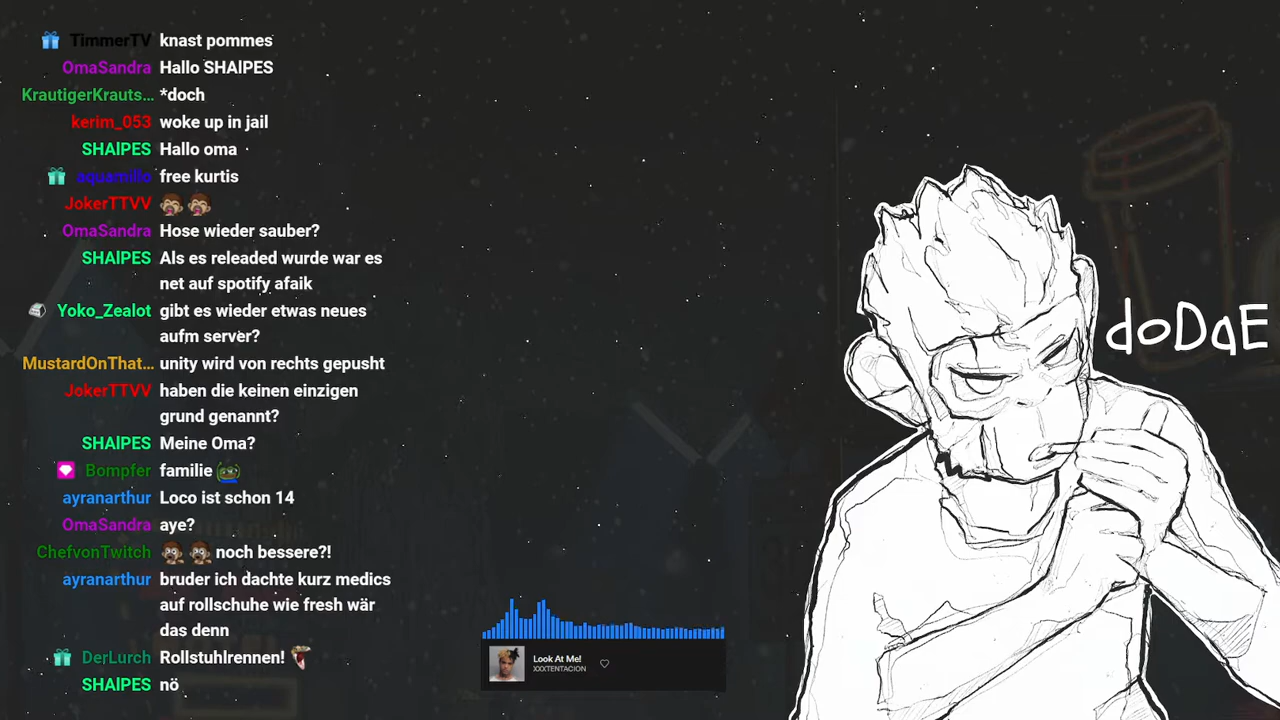 TimmerTV knast pommes
OmaSandra Hallo SHAIPES
KrautigerKrauts… *doch
kerim_053 woke up in jail
SHAIPES Hallo oma
aquamillo free kurtis
JokerTTVV
OmaSandra Hose wieder sauber?
SHAIPES Als es releaded wurde war es
net auf spotify afaik
Yoko_Zealot gibt es wieder etwas neues
aufm server?
MustardOnThat… unity wird von rechts gepusht
JokerTTVV haben die keinen einzigen
grund genannt?
SHAIPES Meine Oma?
Bompfer familie
ayranarthur Loco ist schon 14
OmaSandra aye?
ChefvonTwitch noch bessere?!
ayranarthur bruder ich dachte kurz medics
auf rollschuhe wie fresh wär
das denn
DerLurch Rollstuhlrennen!
SHAIPES nö
doDaE
Look At Me!
XXXTENTACION